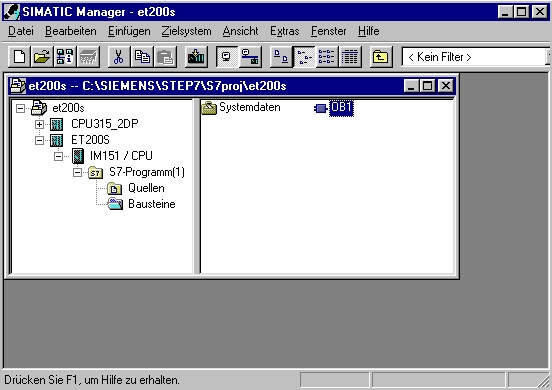 SIMATIC Manager - et200s
Datei Bearbeiten Einfügen Zielsystem Ansicht Extras Fenster Hilfe
< Kein Filter >
et200s -- C:\SIEMENS\STEP7\S7proj\et200s
et200s
CPU315_2DP
ET200S
IM151 / CPU
S7-Programm(1)
Quellen
Bausteine
Systemdaten OB1
Drücken Sie F1, um Hilfe zu erhalten.